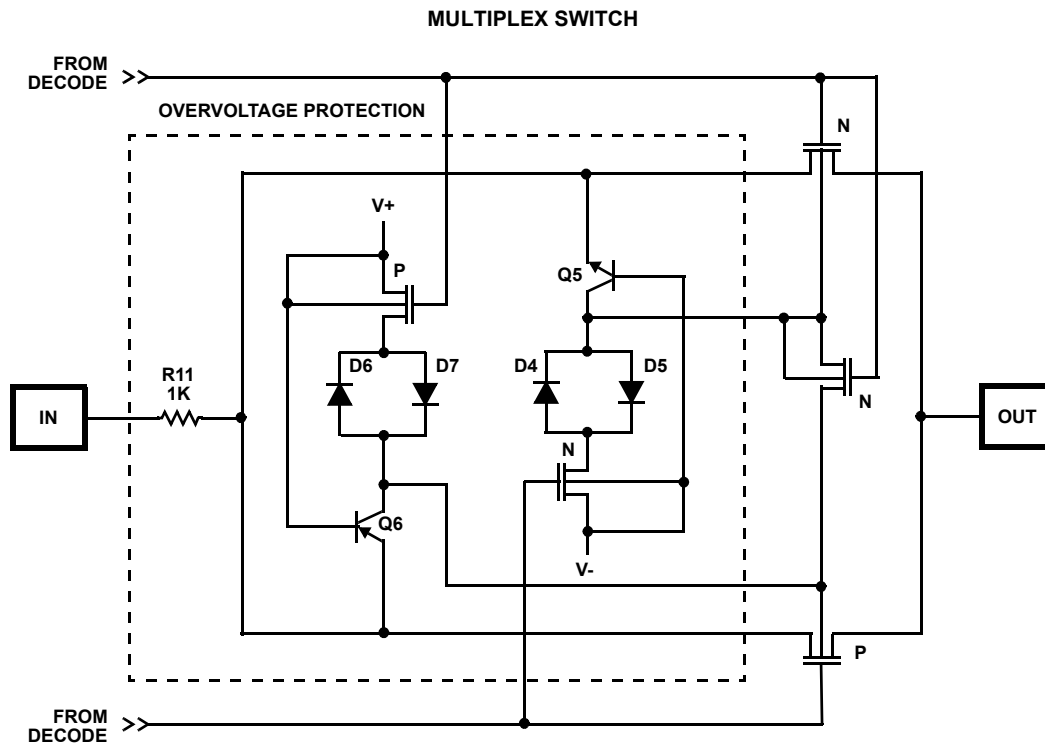 MULTIPLEX SWITCH
FROM
DECODE
OVERVOLTAGE PROTECTION
N
V+
P
Q5
D6
D7
D4
D5
R11
1K
IN
N
OUT
N
Q6
V-
P
FROM
DECODE